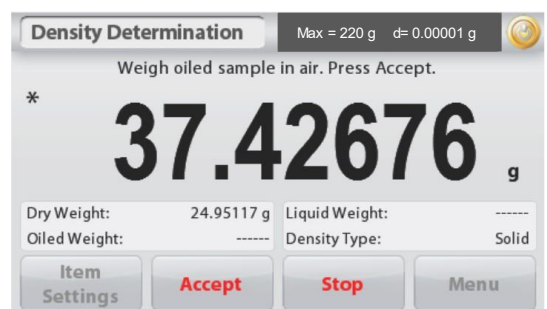 Density Determination Max = 220 g d= 0.00001 g
Weigh oiled sample in air. Press Accept.
* 37.42676 g
Dry Weight: 24.95117 g Liquid Weight: ------
Oiled Weight: ------ Density Type: Solid
Item Settings Accept Stop Menu